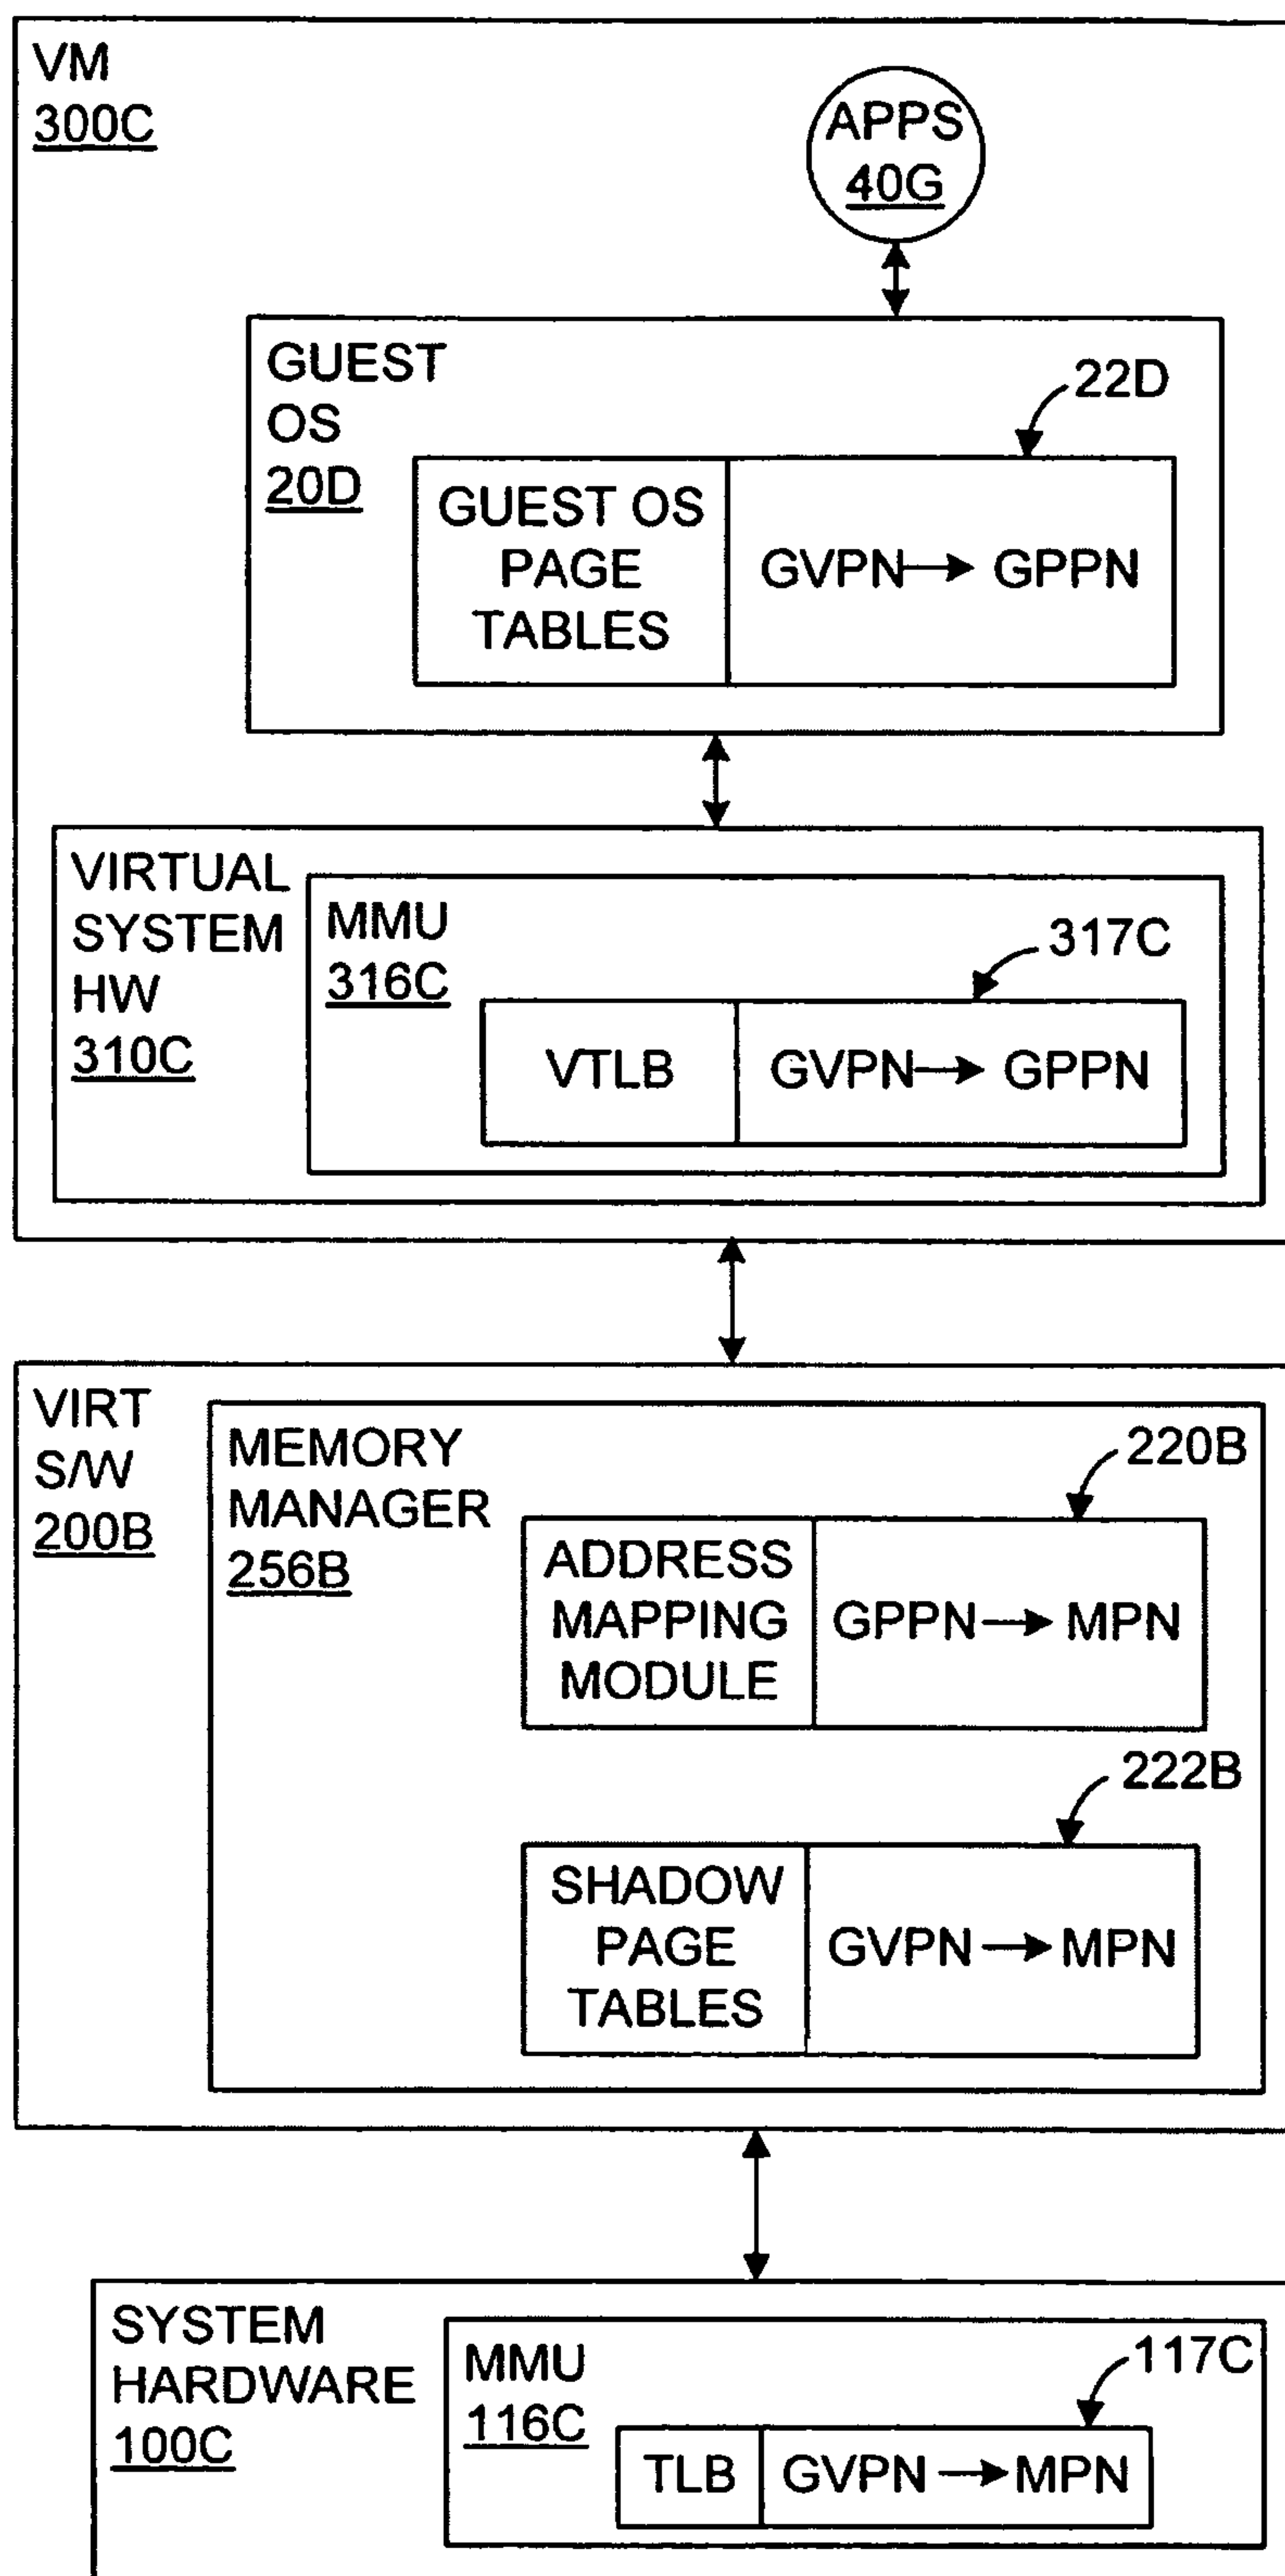 VM
300C
APPS
40G
GUEST
OS
20D
22D
GUEST OS
PAGE
TABLES
GVPN → GPPN
VIRTUAL
SYSTEM
HW
310C
MMU
316C
317C
VTLB
GVPN → GPPN
VIRT
S/W
200B
MEMORY
MANAGER
256B
220B
ADDRESS
MAPPING
MODULE
GPPN → MPN
222B
SHADOW
PAGE
TABLES
GVPN → MPN
SYSTEM
HARDWARE
100C
MMU
116C
117C
TLB
GVPN → MPN